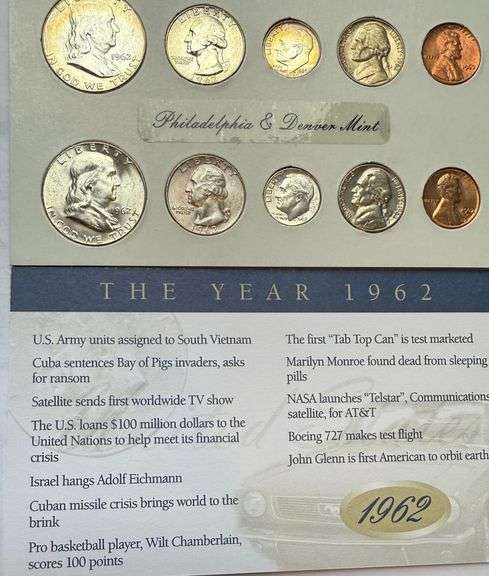 LIBERTY
1962
IN GOD WE TRUST
LIBERTY
LIBERTY
Philadelphia & Denver Mint
LIBERTY
1962
IN GOD WE TRUST
LIBERTY
1962
LIBERTY
THE YEAR 1962
U.S. Army units assigned to South Vietnam
Cuba sentences Bay of Pigs invaders, asks
for ransom
Satellite sends first worldwide TV show
The U.S. loans $100 million dollars to the
United Nations to help meet its financial
crisis
Israel hangs Adolf Eichmann
Cuban missile crisis brings world to the
brink
Pro basketball player, Wilt Chamberlain,
scores 100 points
The first “Tab Top Can” is test marketed
Marilyn Monroe found dead from sleeping
pills
NASA launches “Telstar”, Communications
satellite, for AT&T
Boeing 727 makes test flight
John Glenn is first American to orbit earth
1962